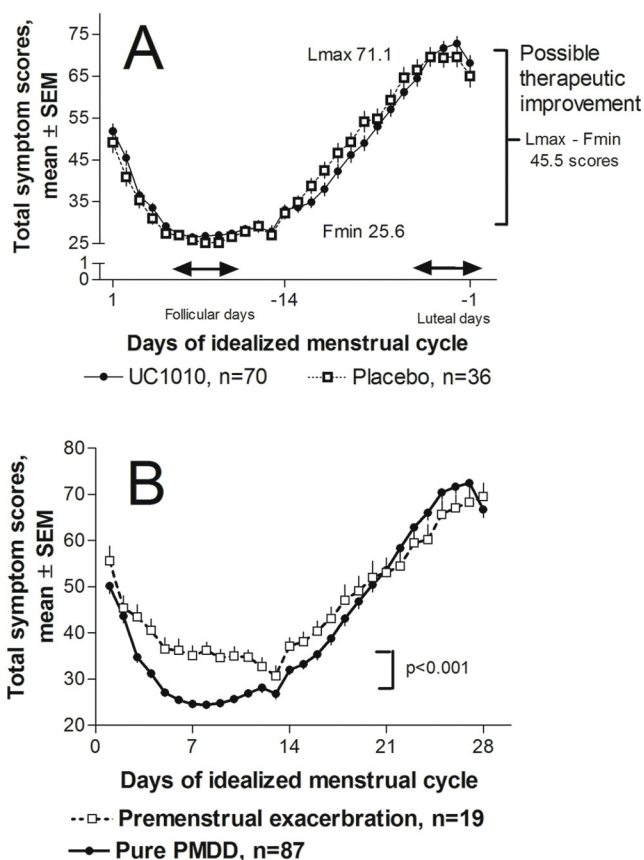 A
Total symptom scores,
mean ± SEM
75
65
55
45
35
25
1
0
Lmax 71.1
Fmin 25.6
Possible
therapeutic
improvement
Lmax - Fmin
45.5 scores
1
-14
-1
Follicular days
Luteal days
Days of idealized menstrual cycle
UC1010, n=70
Placebo, n=36
B
Total symptom scores,
mean ± SEM
80
70
60
50
40
30
20
p<0.001
0
7
14
21
28
Days of idealized menstrual cycle
Premenstrual exacerbration, n=19
Pure PMDD, n=87